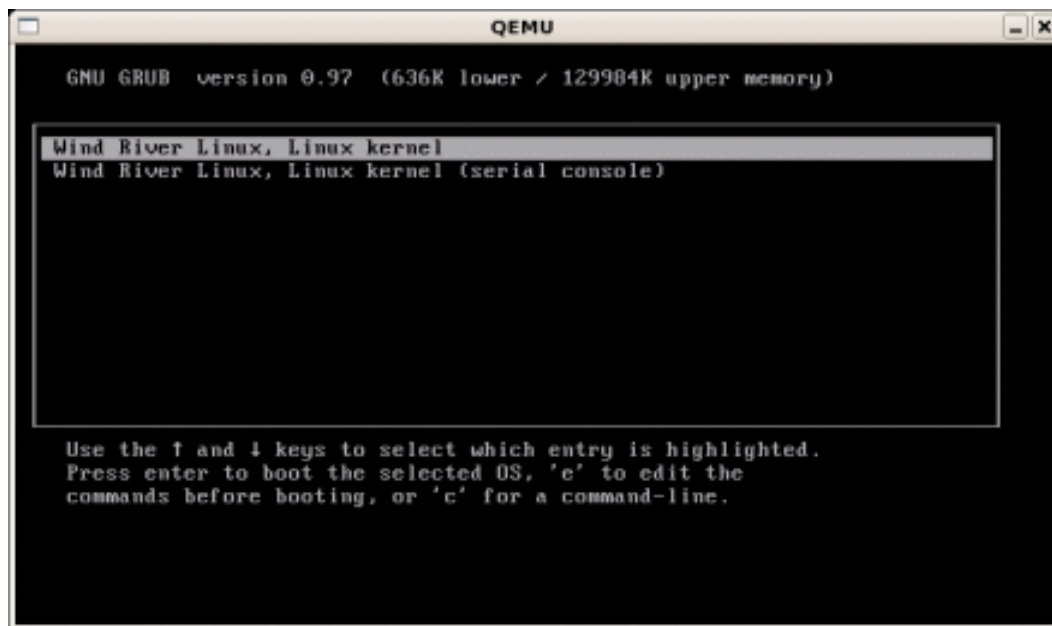 QEMU
GNU GRUB  version 0.97  (636K lower / 129984K upper memory)
Wind River Linux, Linux kernel
Wind River Linux, Linux kernel (serial console)
Use the ↑ and ↓ keys to select which entry is highlighted.
Press enter to boot the selected OS, 'e' to edit the
commands before booting, or 'c' for a command-line.